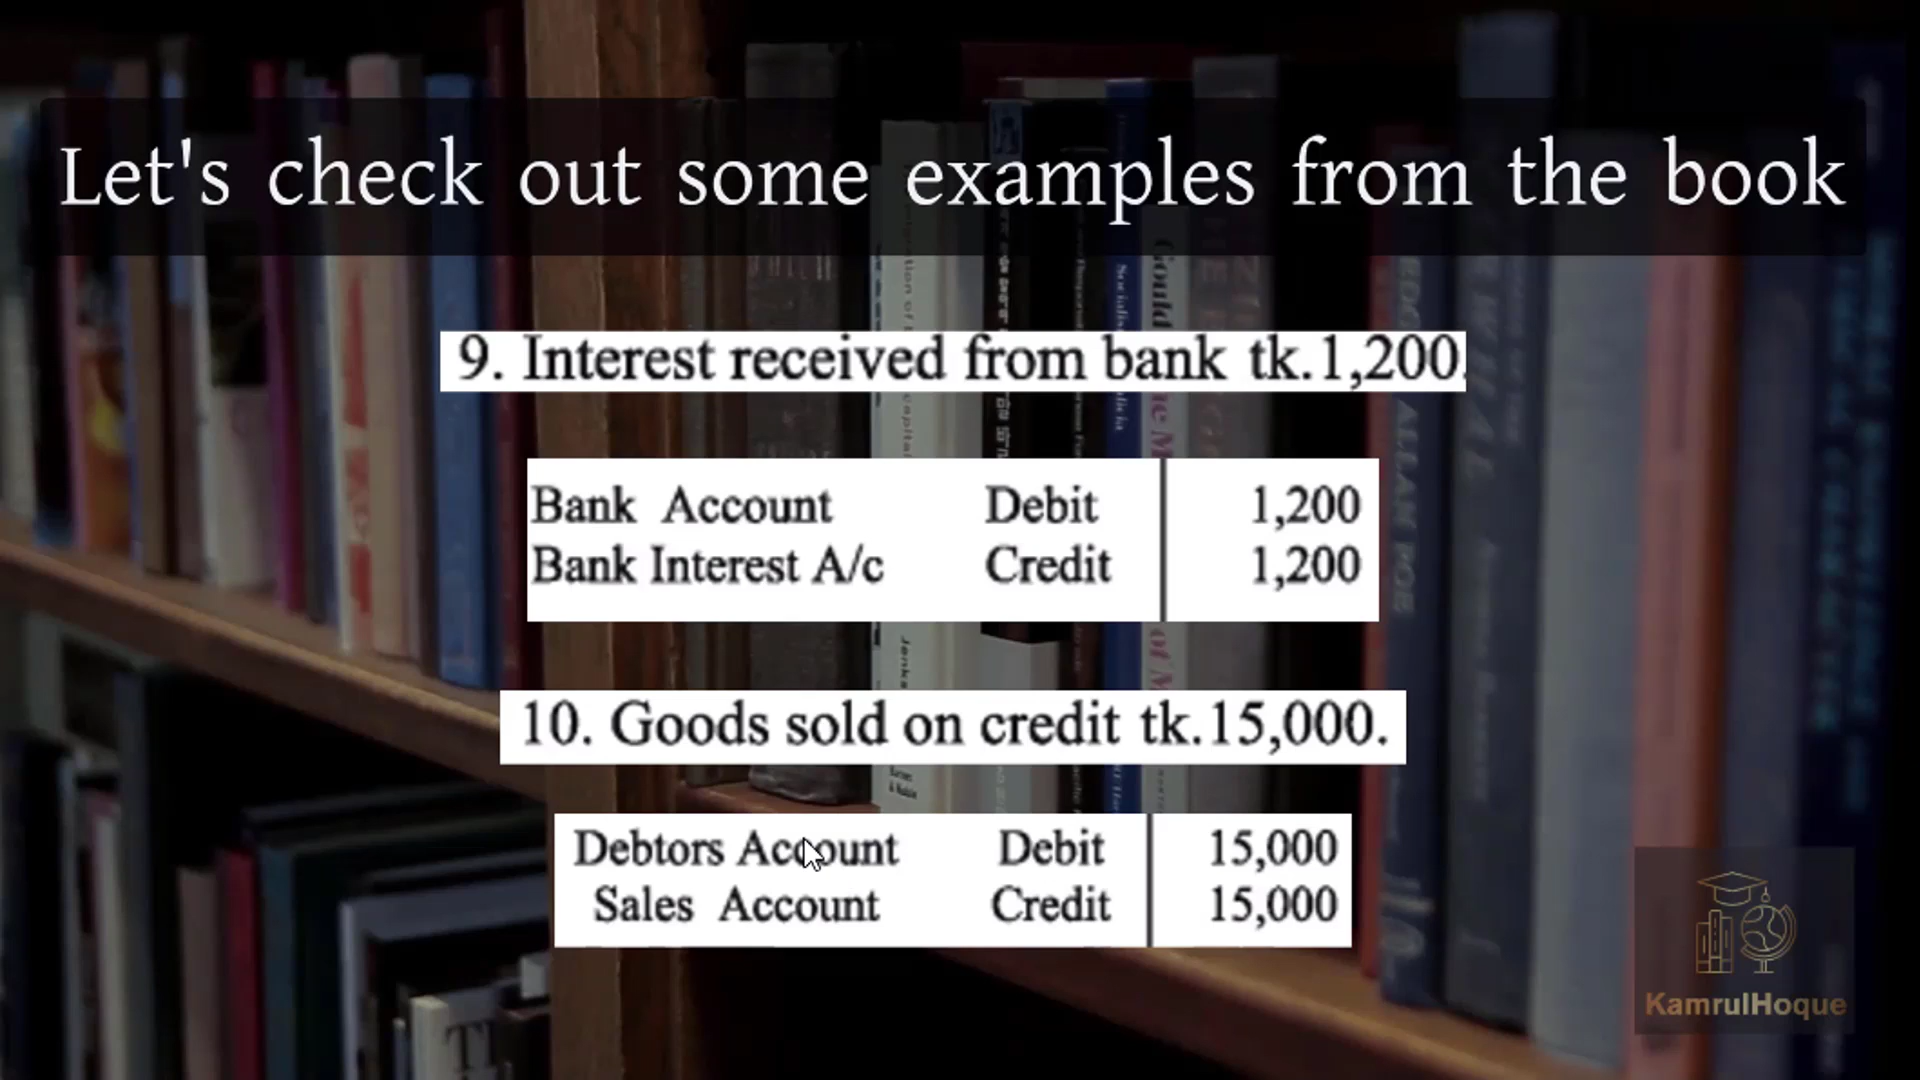 Let's check out some examples from the book
9. Interest received from bank tk.1,200.
Bank Account Debit 1,200
Bank Interest A/c Credit 1,200
10. Goods sold on credit tk.15,000.
Debtors Account Debit 15,000
Sales Account Credit 15,000
KamrulHoque